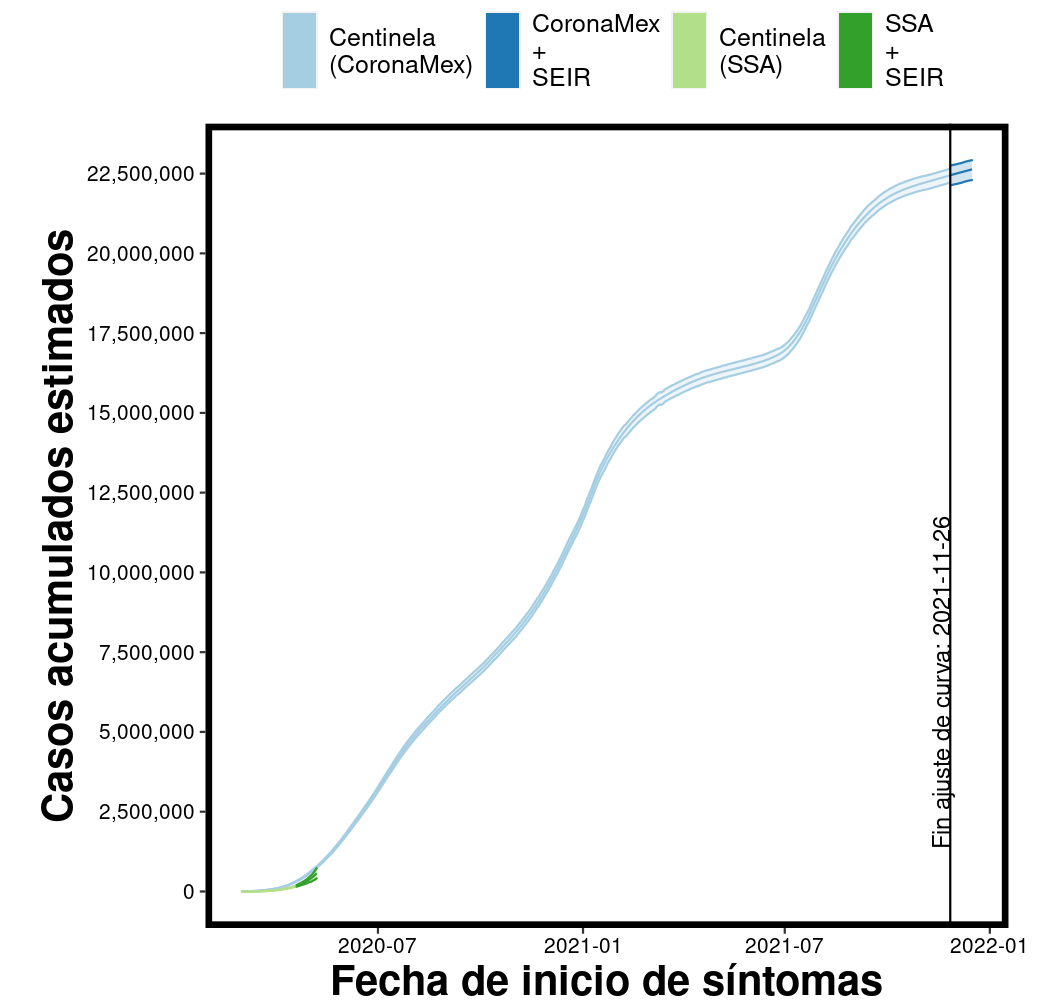 Centinela
(CoronaMex)
CoronaMex
+
SEIR
Centinela
(SSA)
SSA
+
SEIR
Casos acumulados estimados
22,500,000
20,000,000
17,500,000
15,000,000
12,500,000
10,000,000
7,500,000
5,000,000
2,500,000
0
Fin ajuste de curva: 2021-11-26
2020-07
2021-01
2021-07
2022-01
Fecha de inicio de síntomas